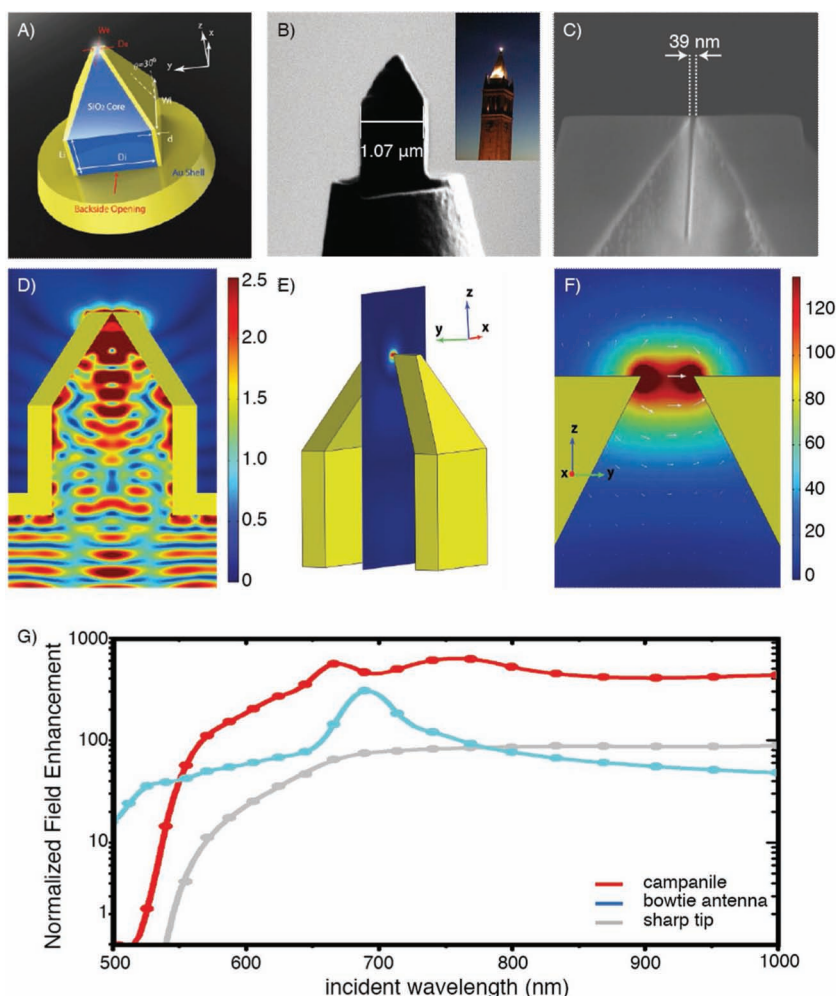 A)
We
Ds
z
x
y
θ=30°
SiO₂ Core
Wi
d
Li
Di
Au Shell
Backside Opening
B)
1.07 μm
C)
39 nm
D)
2.5
2.0
1.5
1.0
0.5
0
E)
z
y
x
F)
z
x
y
120
100
80
60
40
20
0
G)
Normalized Field Enhancement
1000
100
10
1
campanile
bowtie antenna
sharp tip
500
600
700
800
900
1000
incident wavelength (nm)